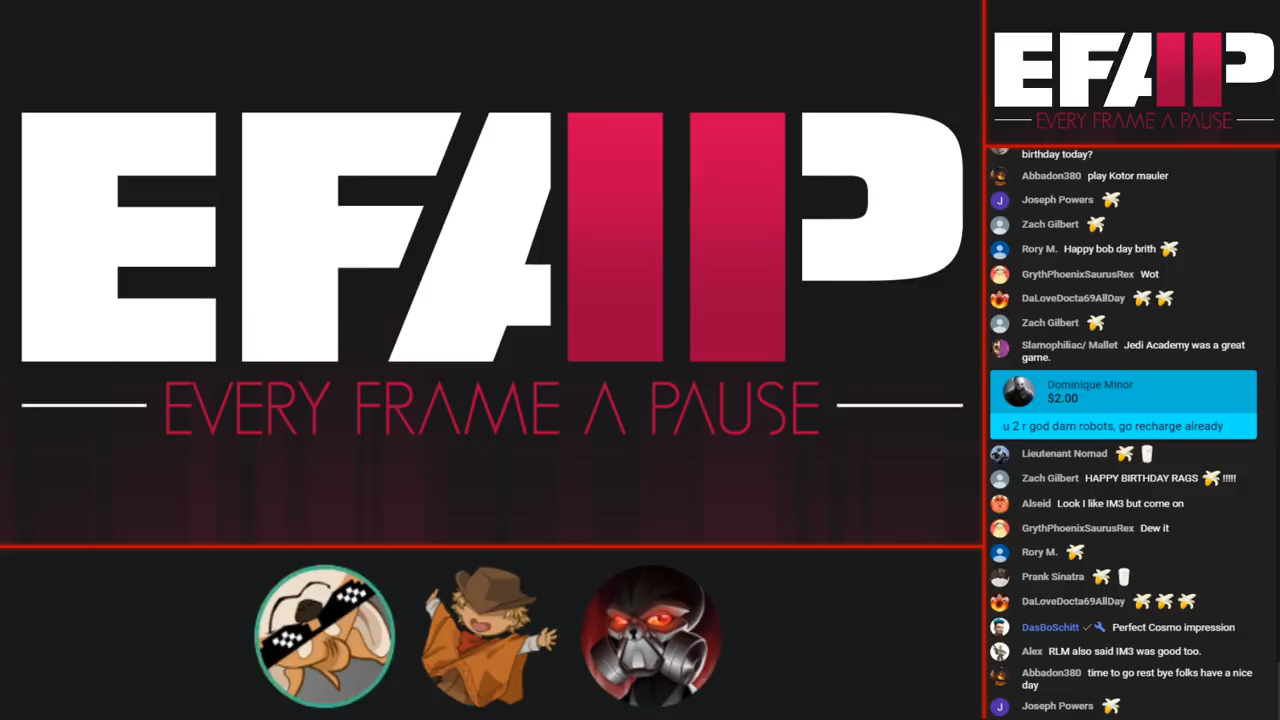 EFAP
EVERY FRAME A PAUSE
EFAP
EVERY FRAME A PAUSE
birthday today?
Abbadon380 play Kotor mauler
Joseph Powers
Zach Gilbert
Rory M. Happy bob day brith
GrythPhoenixSaurusRex Wot
DaLoveDocta69AllDay
Zach Gilbert
Slamophiliac/ Mallet Jedi Academy was a great
game.
Dominique Minor
$2.00
u 2 r god dam robots, go recharge already
Lieutenant Nomad
Zach Gilbert HAPPY BIRTHDAY RAGS !!!!!
Alseid Look I like IM3 but come on
GrythPhoenixSaurusRex Dew it
Rory M.
Prank Sinatra
DaLoveDocta69AllDay
DasBoSchitt Perfect Cosmo impression
Alex RLM also said IM3 was good too.
Abbadon380 time to go rest bye folks have a nice
day
Joseph Powers